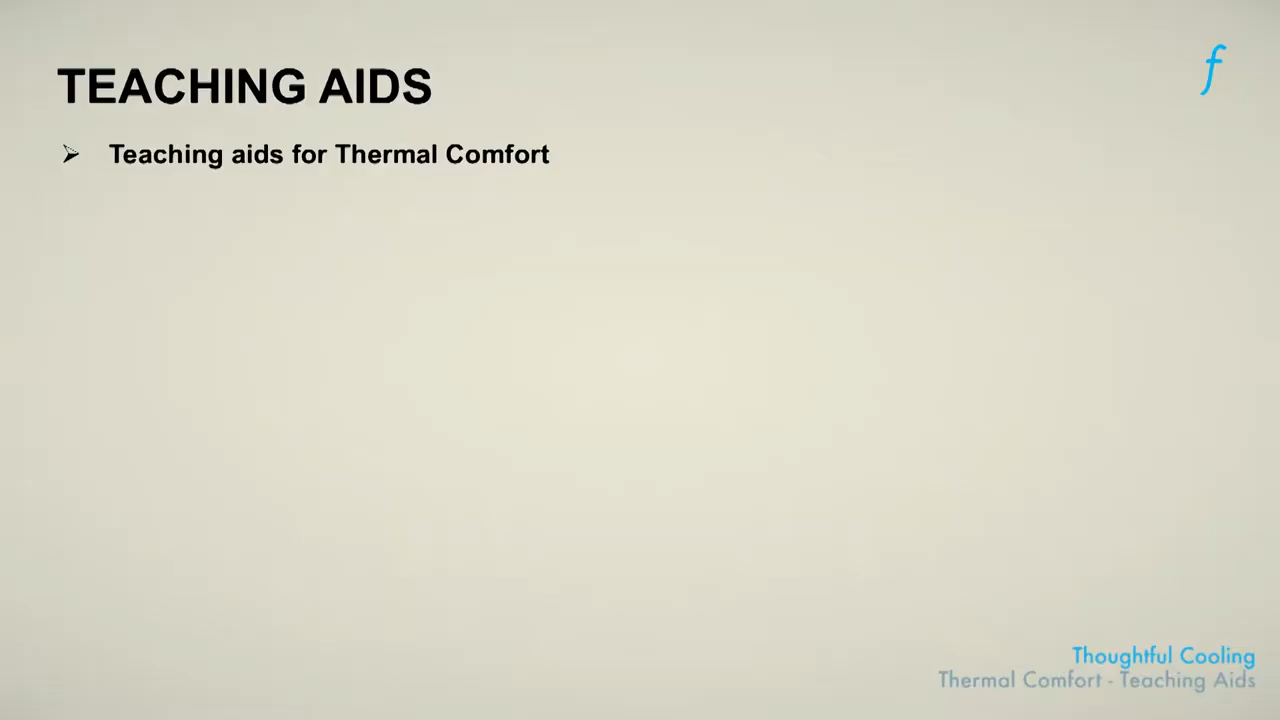 TEACHING AIDS
f
➢ Teaching aids for Thermal Comfort
Thoughtful Cooling
Thermal Comfort - Teaching Aids